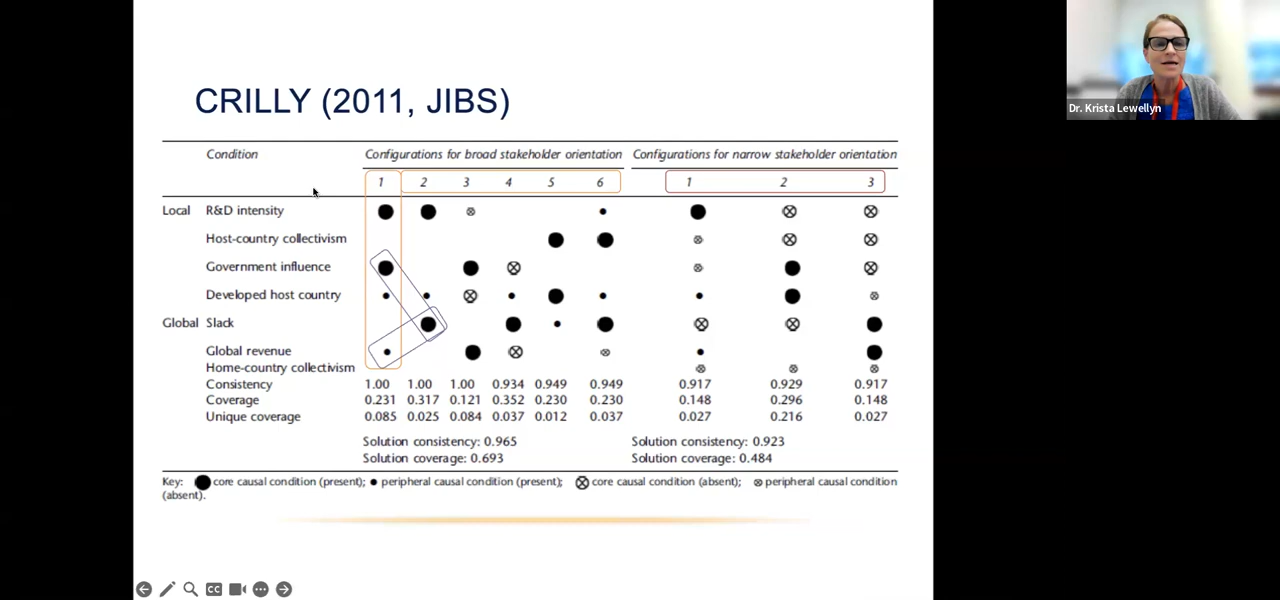 Dr. Krista Lewellyn
CRILLY (2011, JIBS)
Condition Configurations for broad stakeholder orientation Configurations for narrow stakeholder orientation
1 2 3 4 5 6 1 2 3
Local R&D intensity
Host-country collectivism
Government influence
Developed host country
Global Slack
Global revenue
Home-country collectivism
Consistency 1.00 1.00 1.00 0.934 0.949 0.949 0.917 0.929 0.917
Coverage 0.231 0.317 0.121 0.352 0.230 0.230 0.148 0.296 0.148
Unique coverage 0.085 0.025 0.084 0.037 0.012 0.037 0.027 0.216 0.027
Solution consistency: 0.965 Solution consistency: 0.923
Solution coverage: 0.693 Solution coverage: 0.484
Key: core causal condition (present); peripheral causal condition (present); core causal condition (absent); peripheral causal condition
(absent).
CC